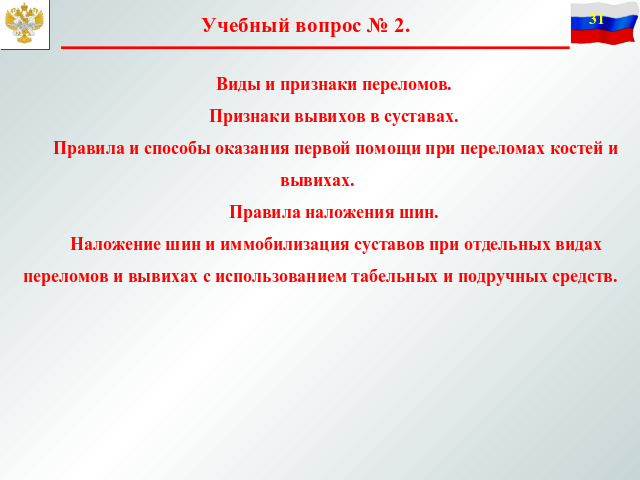 Учебный вопрос № 2.
31
Виды и признаки переломов.
Признаки вывихов в суставах.
Правила и способы оказания первой помощи при переломах костей и
вывихах.
Правила наложения шин.
Наложение шин и иммобилизация суставов при отдельных видах
переломов и вывихах с использованием табельных и подручных средств.